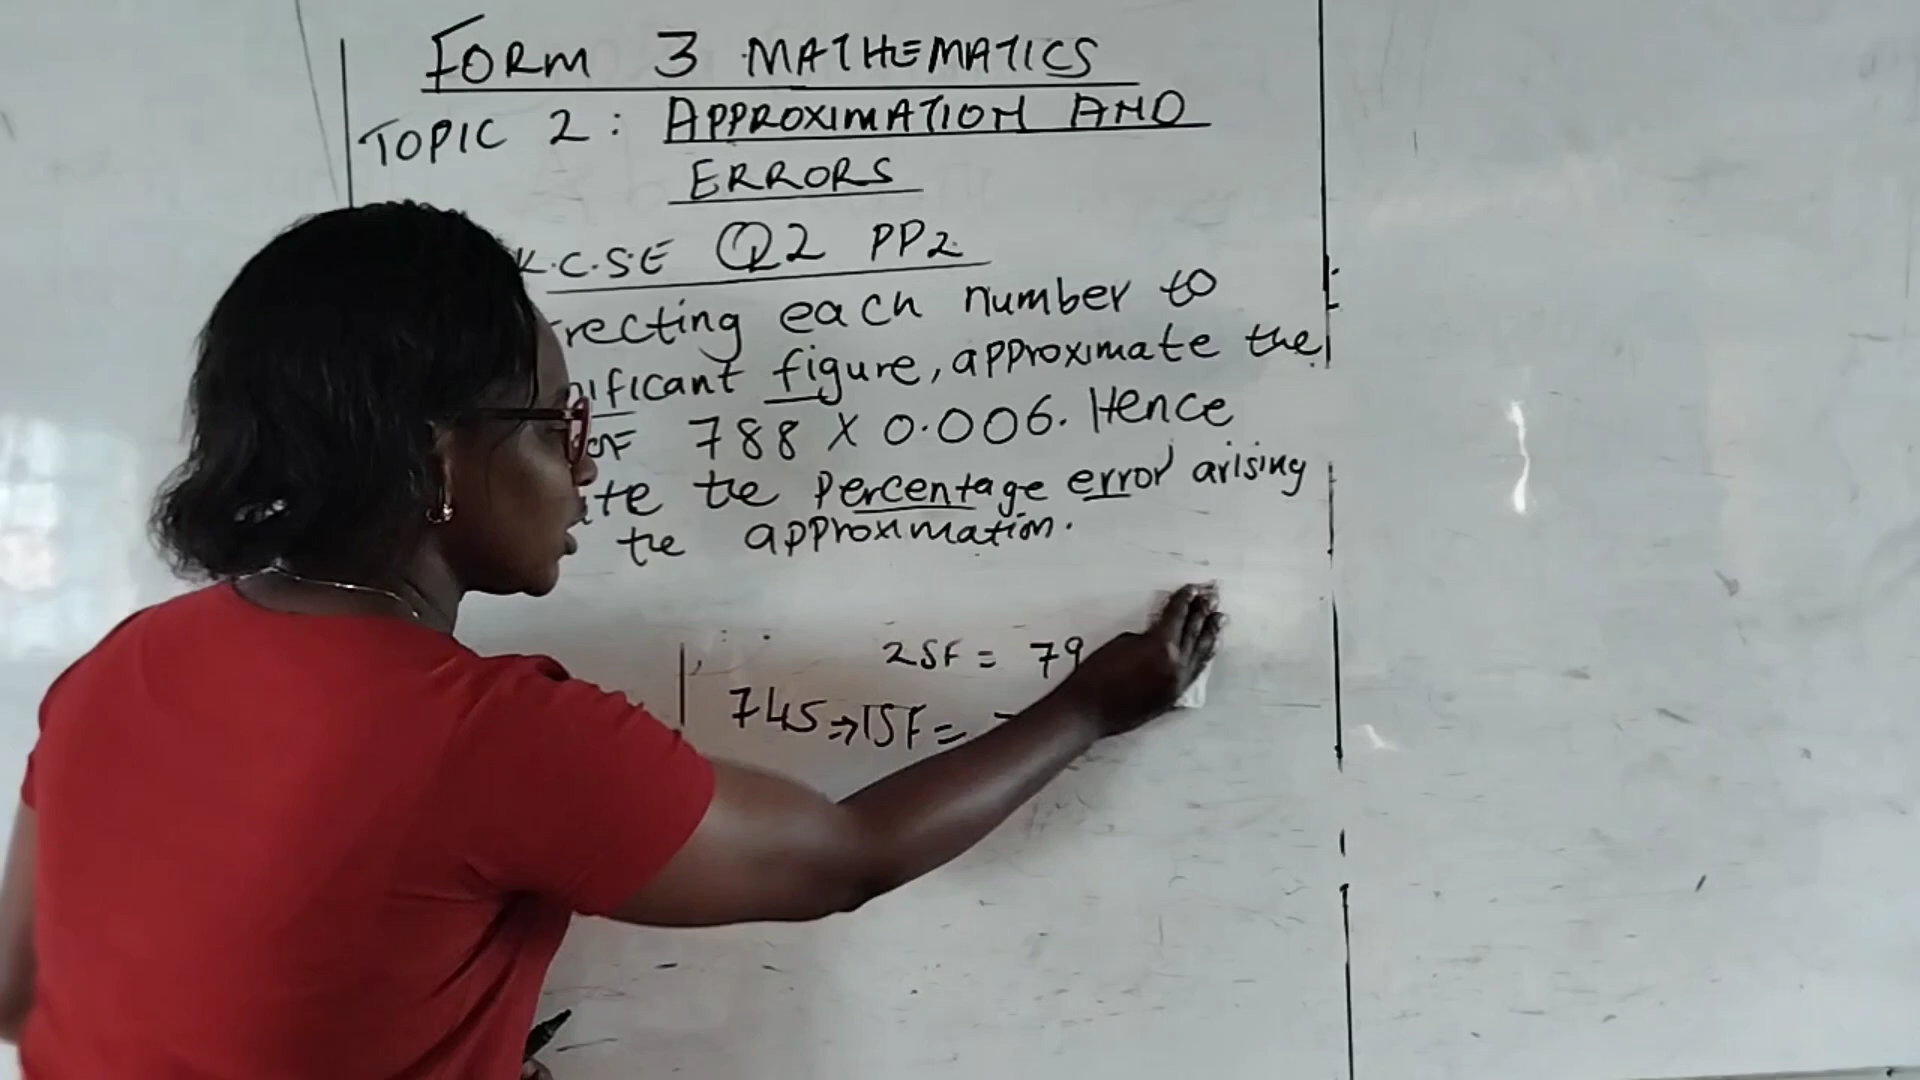 FORM 3 MATHEMATICS
TOPIC 2: APPROXIMATION AND
ERRORS
K.C.S.E Q2 PP2.
recting each number to
ificant figure, approximate the
OF 788 X 0.006. Hence
te the percentage error arising
the approximation.
2SF = 79
745 ⇒ 1SF =